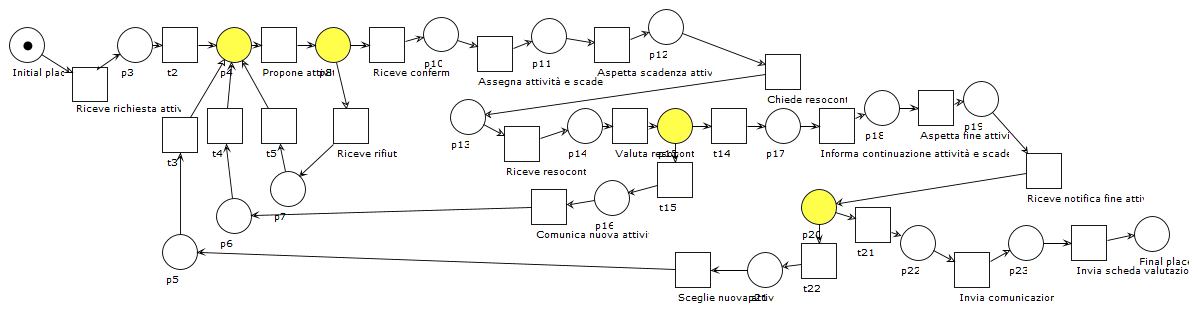 Initial plac
Riceve richiesta attiv
p3
t2
p4
Propone attivi
p8
Riceve conferm
p10
Assegna attività e scade
p11
Aspetta scadenza attiv
p12
Chiede resocont
p13
Riceve resocont
p14
Valuta resocont
p15
t14
p17
Informa continuazione attività e scade
p18
Aspetta fine attivi
p19
Riceve notifica fine attiv
t3
t4
t5
Riceve rifiut
p7
p6
p5
t15
p16
Comunica nuova attivi
p20
t21
p22
t22
p21
Sceglie nuova attiv
Invia comunicazior
p23
Invia scheda valutazio
Final place